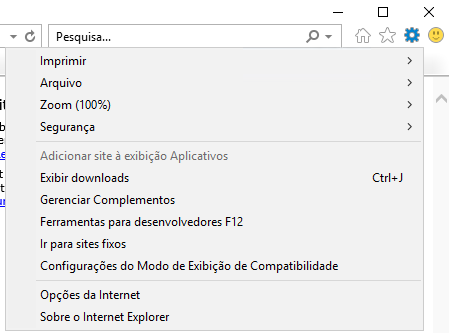 Pesquisa...
Imprimir
Arquivo
Zoom (100%)
Segurança
Adicionar site à exibição Aplicativos
Exibir downloads Ctrl+J
Gerenciar Complementos
Ferramentas para desenvolvedores F12
Ir para sites fixos
Configurações do Modo de Exibição de Compatibilidade
Opções da Internet
Sobre o Internet Explorer